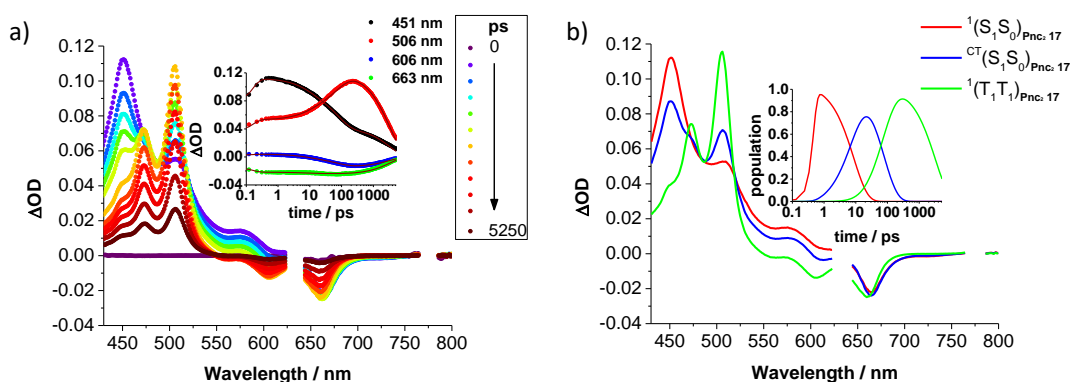 a)
0.12
0.10
0.08
0.06
0.04
0.02
0.00
-0.02
-0.04
ΔOD
450 500 550 600 650 700 750 800
Wavelength / nm
0.12
0.08
0.04
0.00
-0.04
ΔOD
0.1 1 10 100 1000
time / ps
451 nm
506 nm
606 nm
663 nm
ps
0
5250
b)
0.12
0.10
0.08
0.06
0.04
0.02
0.00
-0.02
-0.04
ΔOD
450 500 550 600 650 700 750 800
Wavelength / nm
0.8
0.4
0.0
population
0.1 1 10 100 1000
time / ps
¹(S₁S₀)Pnc₂ 17
CT(S₁S₀)Pnc₂ 17
¹(T₁T₁)Pnc₂ 17